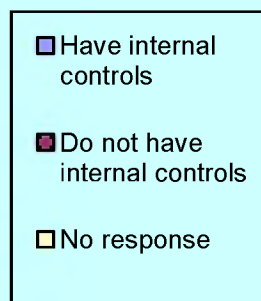 Have internal
controls
Do not have
internal controls
No response